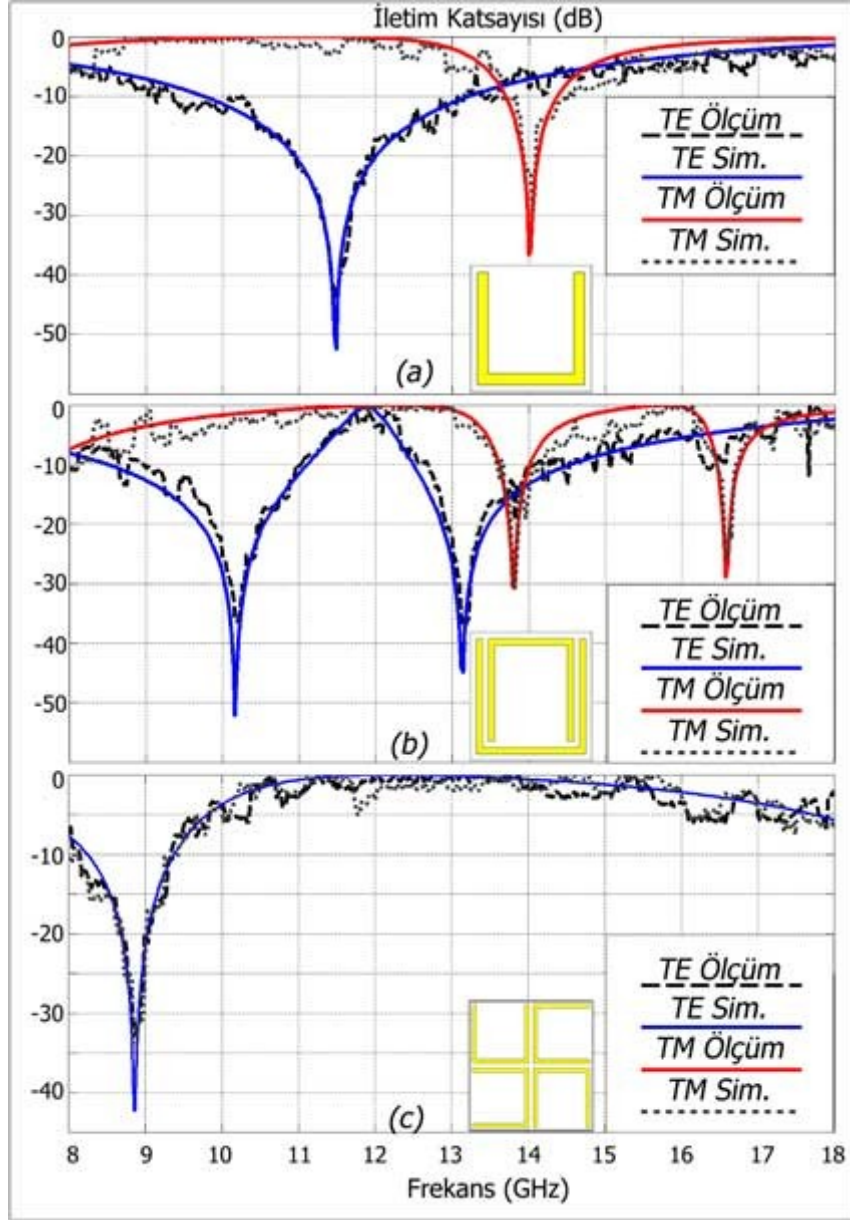 İletim Katsayısı (dB)
0
-10
-20
-30
-40
-50
TE Ölçüm
TE Sim.
TM Ölçüm
TM Sim.
(a)
0
-10
-20
-30
-40
-50
TE Ölçüm
TE Sim.
TM Ölçüm
TM Sim.
(b)
0
-10
-20
-30
-40
TE Ölçüm
TE Sim.
TM Ölçüm
TM Sim.
(c)
8 9 10 11 12 13 14 15 16 17 18
Frekans (GHz)